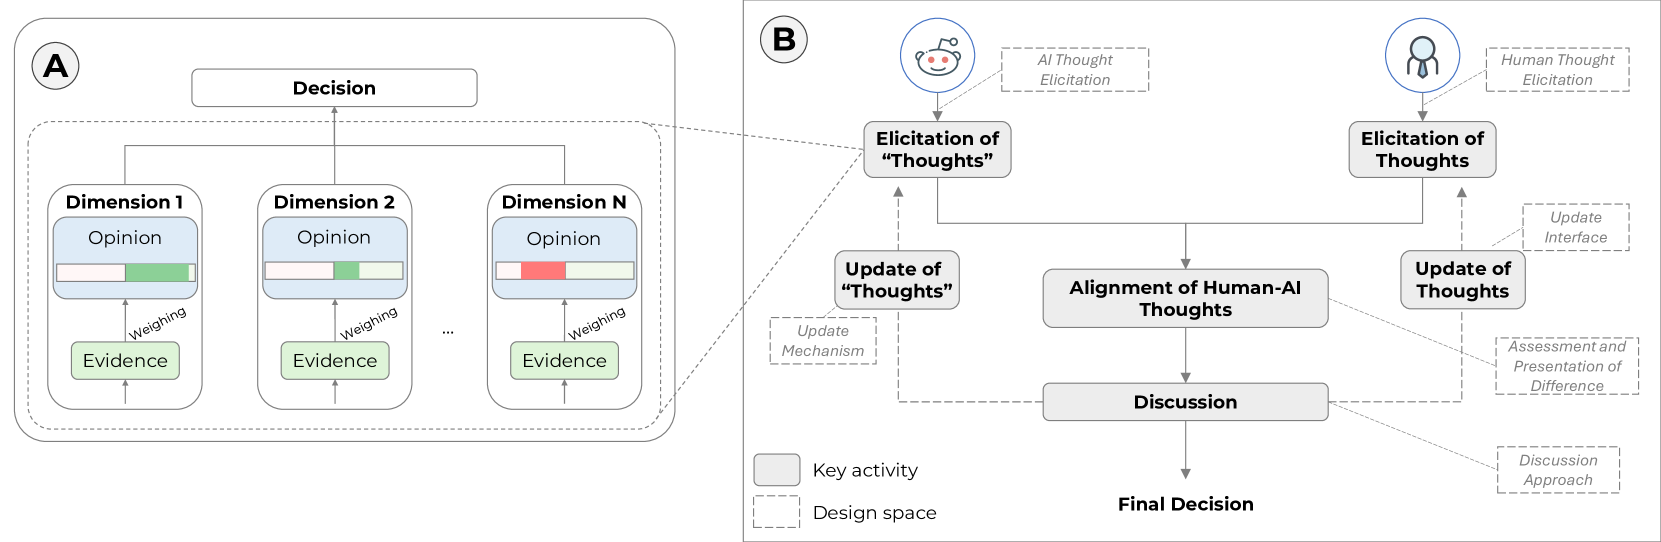 A
Decision
Dimension 1
Opinion
Weighing
Evidence
Dimension 2
Opinion
Weighing
Evidence
...
Dimension N
Opinion
Weighing
Evidence
B
AI Thought
Elicitation
Human Thought
Elicitation
Elicitation of
“Thoughts”
Elicitation of
Thoughts
Update
Interface
Update of
“Thoughts”
Alignment of Human-AI
Thoughts
Update of
Thoughts
Update
Mechanism
Assessment and
Presentation of
Difference
Discussion
Discussion
Approach
Key activity
Design space
Final Decision